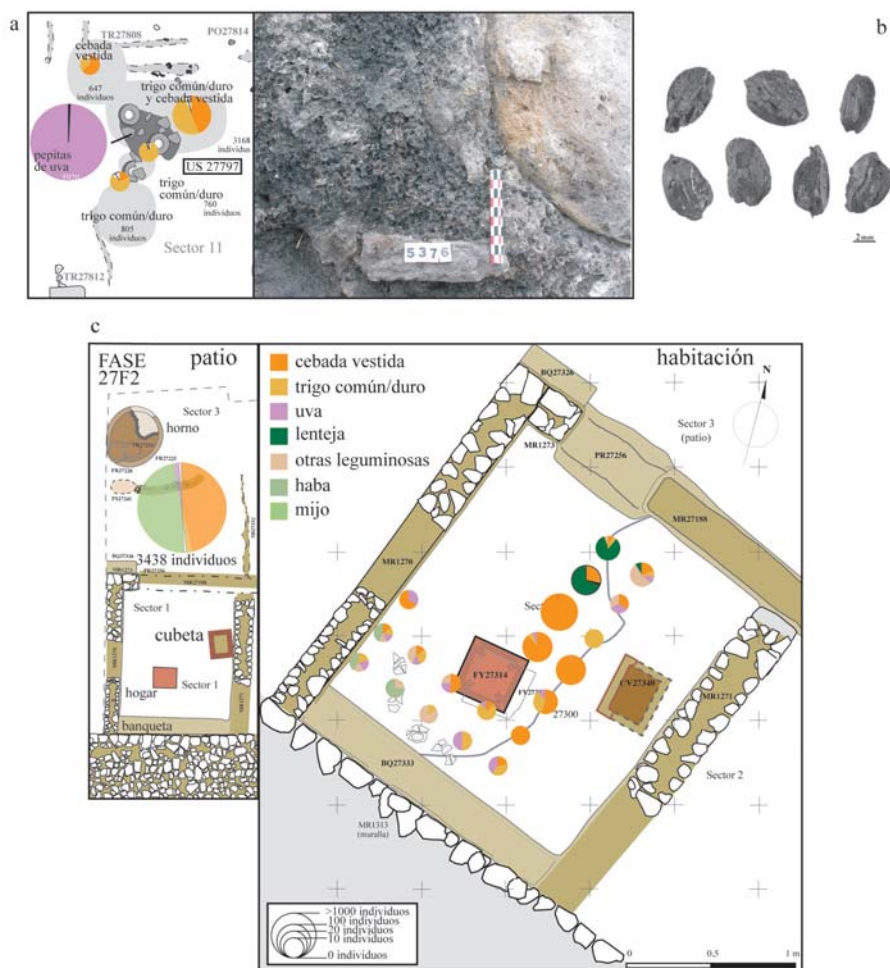 a
b
TR27808
PO27814
cebada
vestida
647
individuos
trigo común/duro
y cebada vestida
3168
individuos
pepitas
de uva
US 27797
trigo
común/duro
760
individuos
trigo común/duro
805
individuos
Sector 11
TR27812
5376
2 mm
c
FASE
27F2
patio
Sector 3
horno
3438 individuos
MR1273
MR27188
Sector 1
cubeta
hogar
Sector 1
banqueta
habitación
cebada vestida
trigo común/duro
uva
lenteja
otras leguminosas
haba
mijo
BQ27326
N
Sector 3
(patio)
MR1273
PR27256
MR27188
MR1270
FY27314
CV27340
MR1271
27300
BQ27333
Sector 2
MR1313
(muralla)
>1000 individuos
100 individuos
20 individuos
10 individuos
0 individuos
0
0,5
1 m